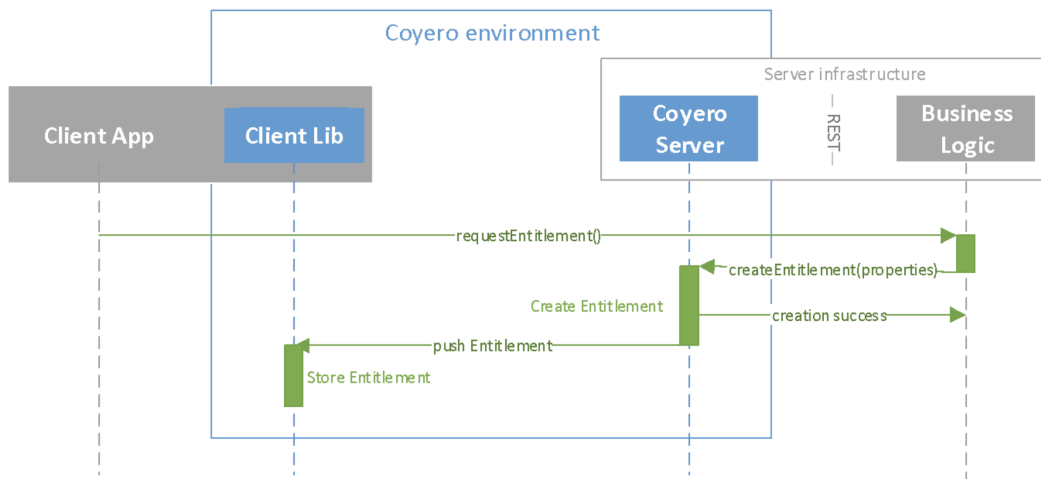 Coyero environment
Server infrastructure
Client App
Client Lib
Coyero
Server
— REST—
Business
Logic
requestEntitlement()
createEntitlement(properties)
Create Entitlement
creation success
push Entitlement
Store Entitlement